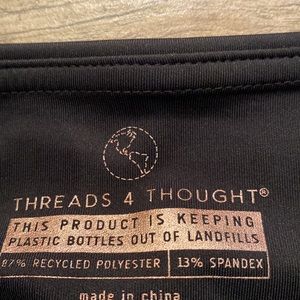 THREADS 4 THOUGHT®
THIS PRODUCT IS KEEPING
PLASTIC BOTTLES OUT OF LANDFILLS
87% RECYCLED POLYESTER 13% SPANDEX
made in china